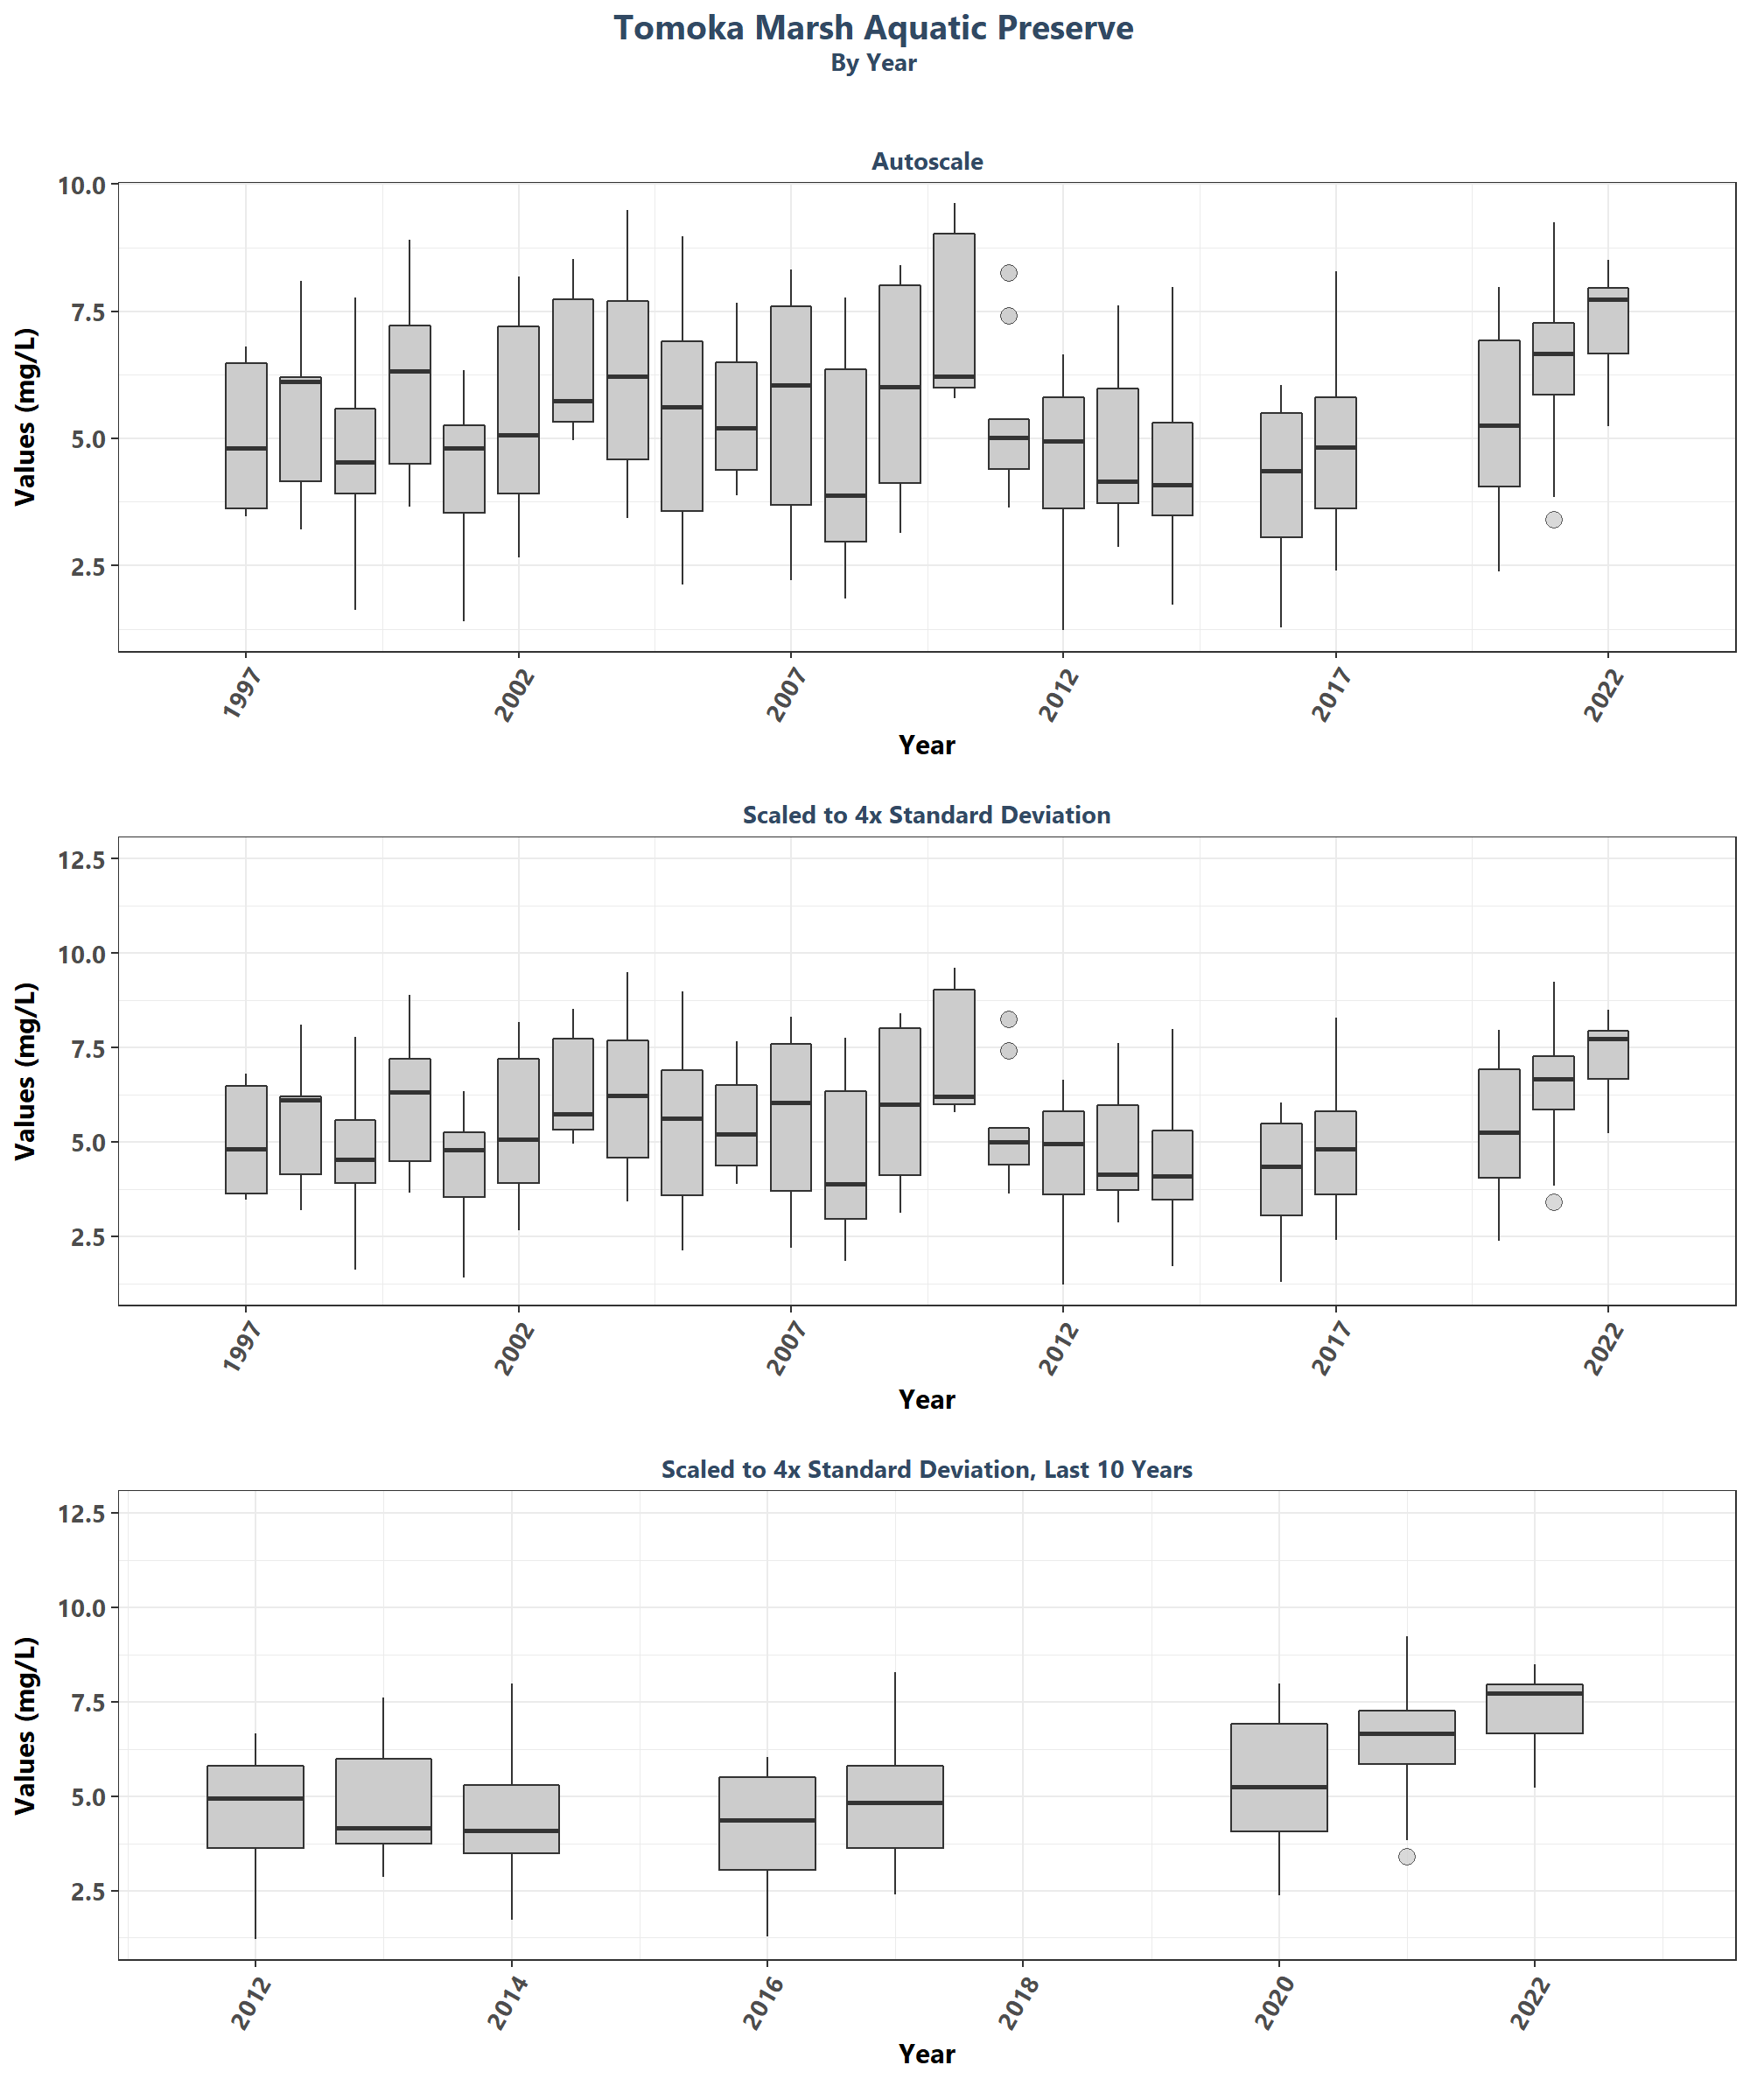 Tomoka Marsh Aquatic Preserve
By Year
Autoscale
10.0
7.5
5.0
2.5
Values (mg/L)
1997 2002 2007 2012 2017 2022
Year
Scaled to 4x Standard Deviation
12.5
10.0
7.5
5.0
2.5
Values (mg/L)
1997 2002 2007 2012 2017 2022
Year
Scaled to 4x Standard Deviation, Last 10 Years
12.5
10.0
7.5
5.0
2.5
Values (mg/L)
2012 2014 2016 2018 2020 2022
Year